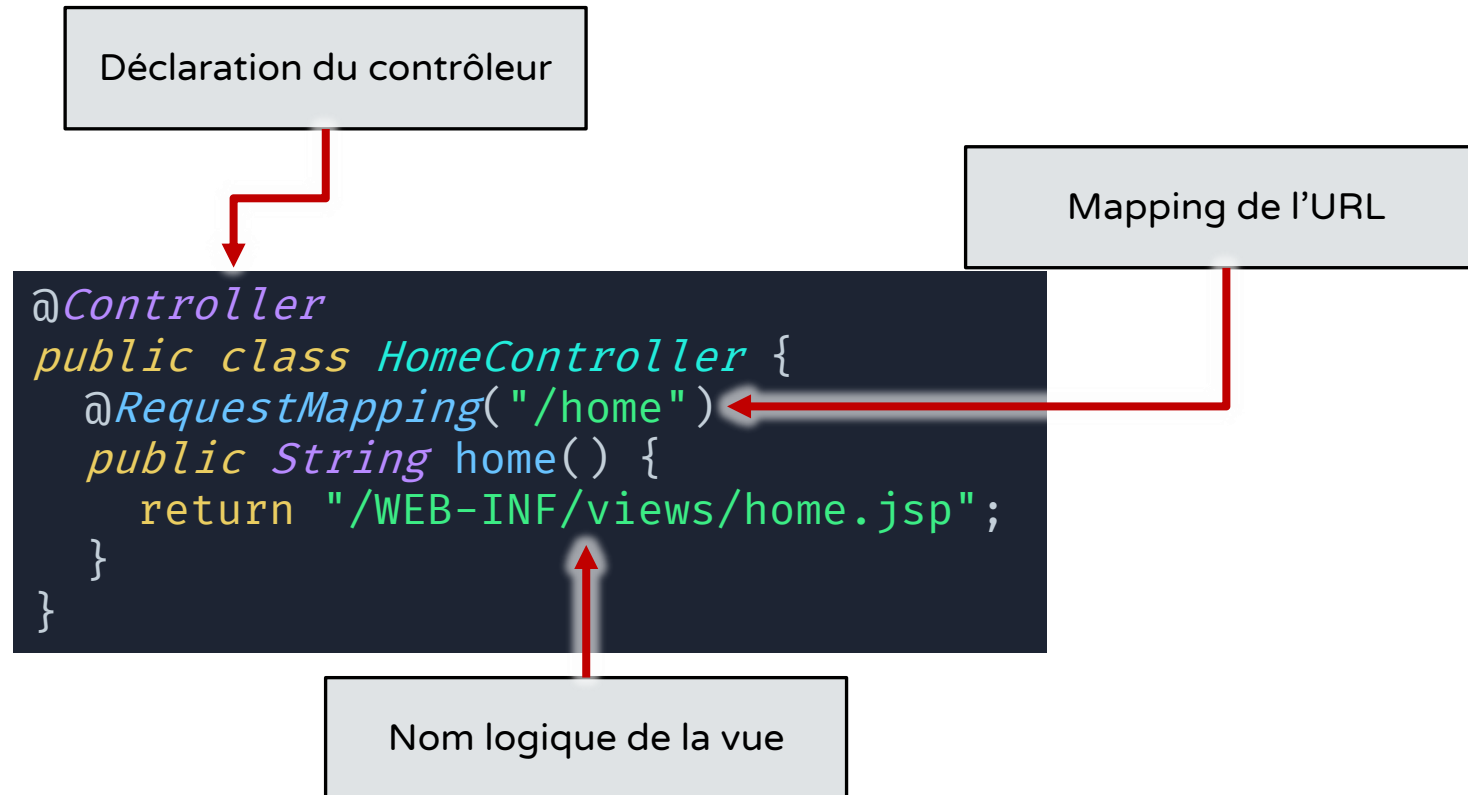 Déclaration du contrôleur
Mapping de l’URL
@Controller
public class HomeController {
@RequestMapping("/home")
public String home() {
return "/WEB-INF/views/home.jsp";
}
}
Nom logique de la vue